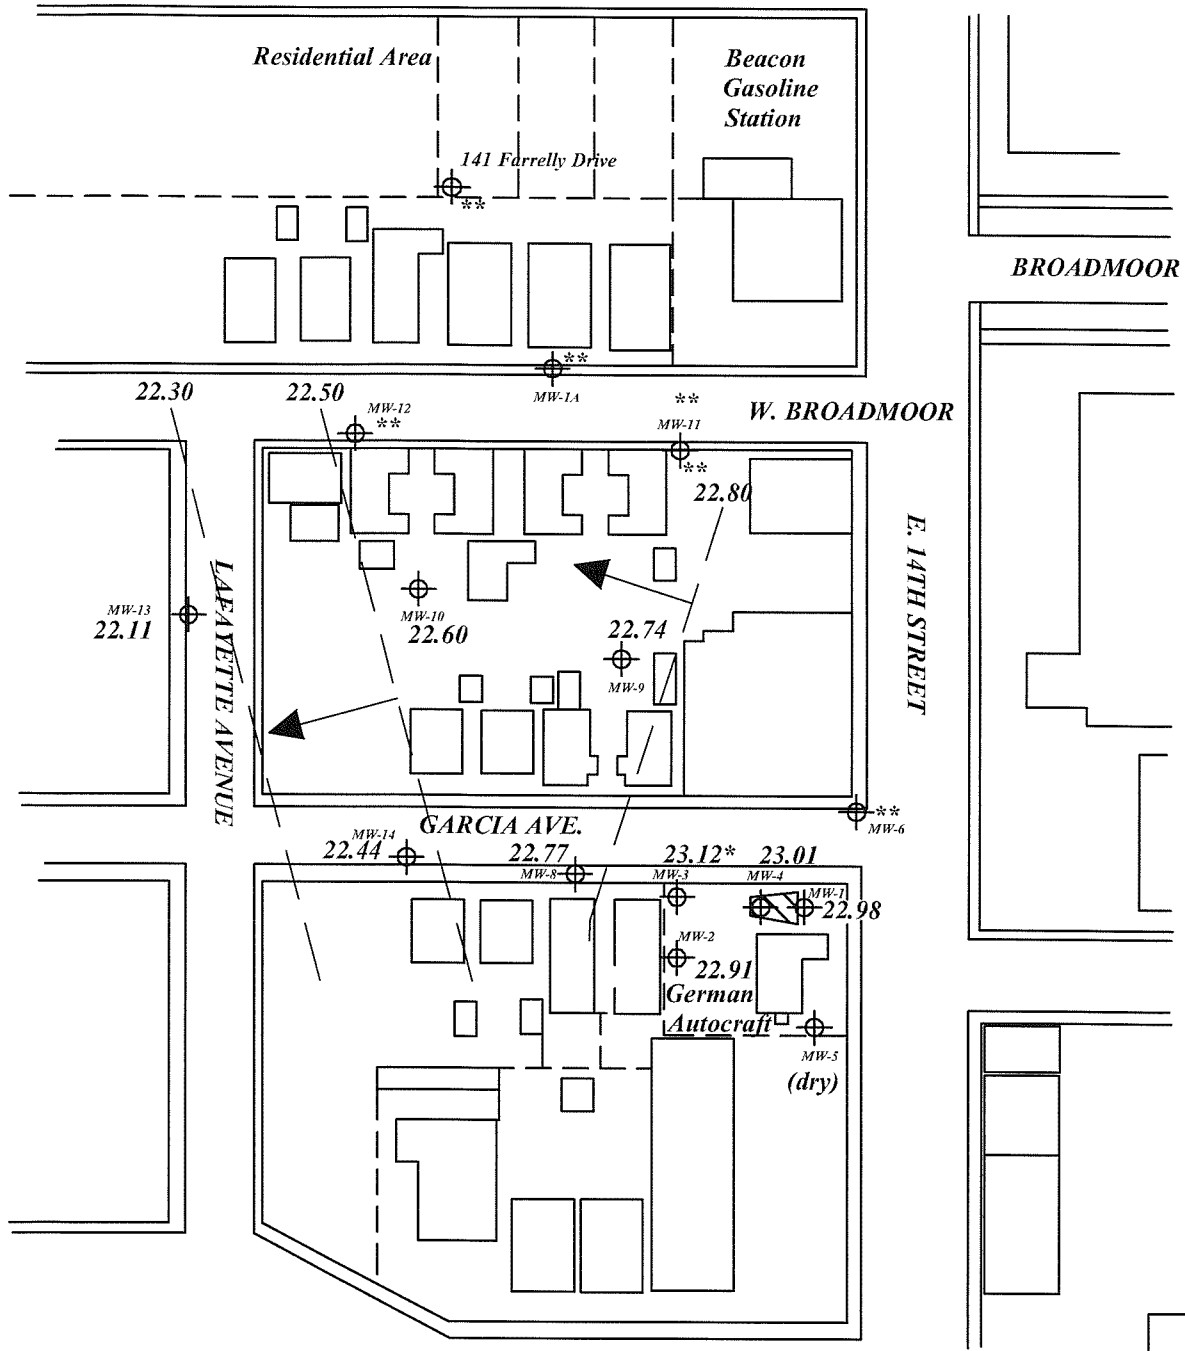 Residential Area
Beacon
Gasoline
Station
141 Farrelly Drive
**
BROADMOOR
**
22.30
22.50
MW-1A
**
W. BROADMOOR
MW-12
**
MW-11
**
22.80
E. 14TH STREET
LAFAYETTE AVENUE
MW-13
22.11
MW-10
22.60
22.74
MW-9
GARCIA AVE.
**
MW-6
MW-14
22.44
22.77
MW-8
23.12*
MW-3
23.01
MW-4
MW-1
22.98
MW-2
22.91
German
Autocraft
MW-5
(dry)